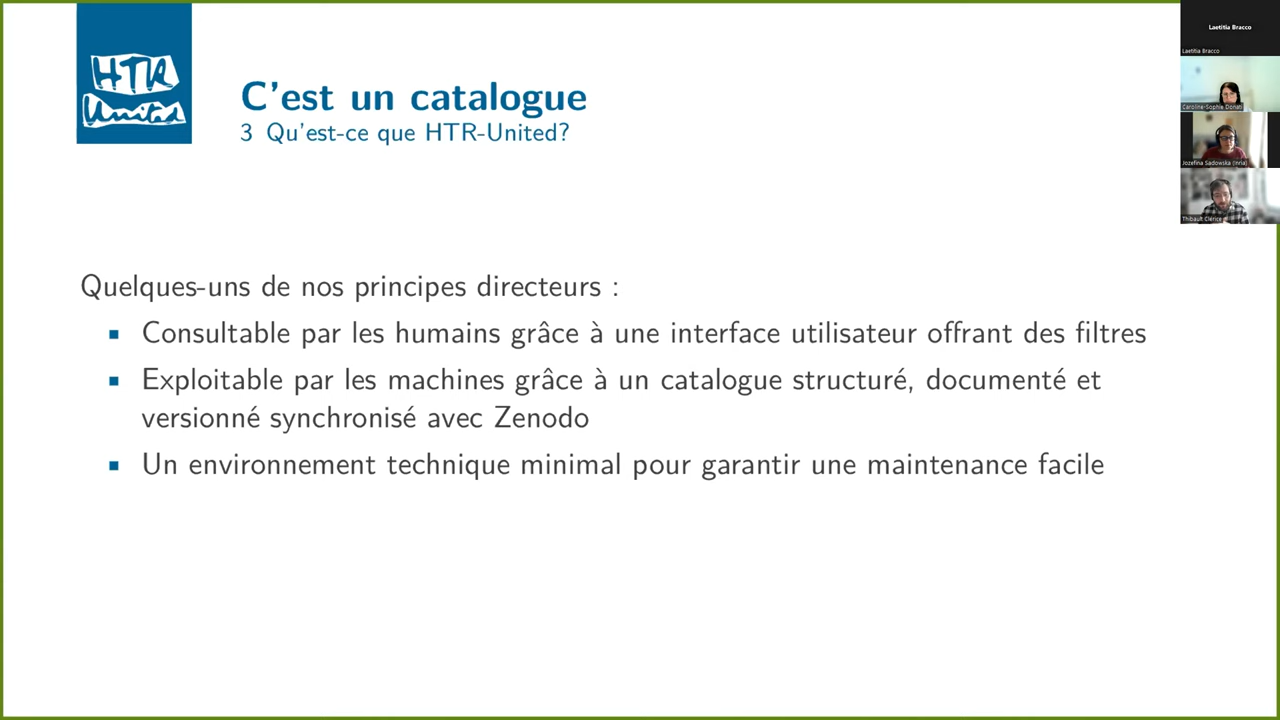 HTR
United
C'est un catalogue
3 Qu'est-ce que HTR-United?
Quelques-uns de nos principes directeurs :
Consultable par les humains grâce à une interface utilisateur offrant des filtres
Exploitable par les machines grâce à un catalogue structuré, documenté et
versionné synchronisé avec Zenodo
Un environnement technique minimal pour garantir une maintenance facile
Laetitia Bracco
Laetitia Bracco
Caroline-Sophie Donati
Jozefina Sadowska (Inria)
Thibault Clérice